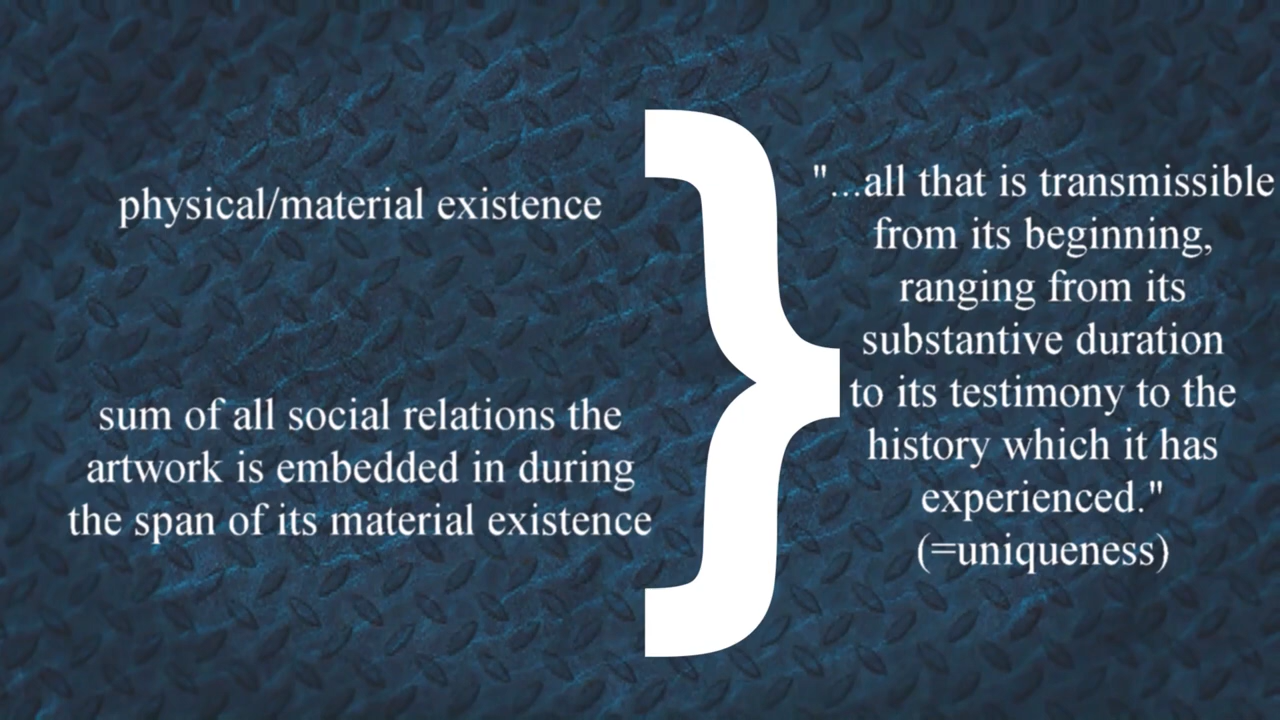 physical/material existence
sum of all social relations the
artwork is embedded in during
the span of its material existence
}
"...all that is transmissible
from its beginning,
ranging from its
substantive duration
to its testimony to the
history which it has
experienced."
(=uniqueness)